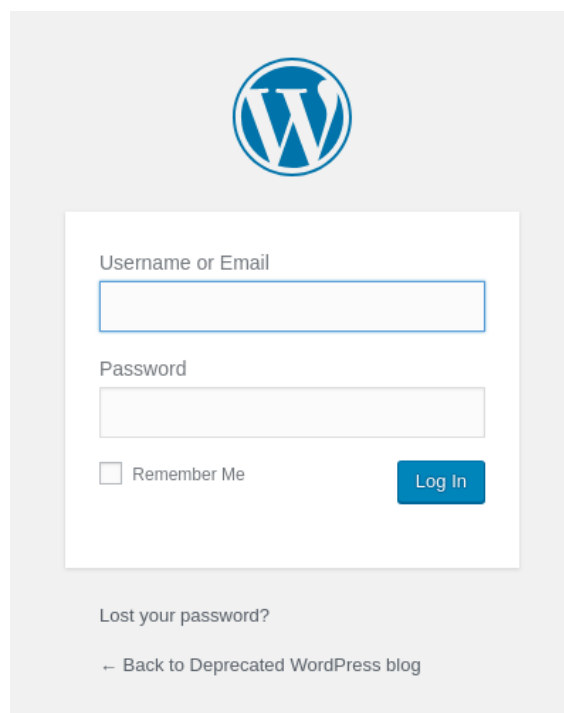 Username or Email
Password
Remember Me
Log In
Lost your password?
← Back to Deprecated WordPress blog